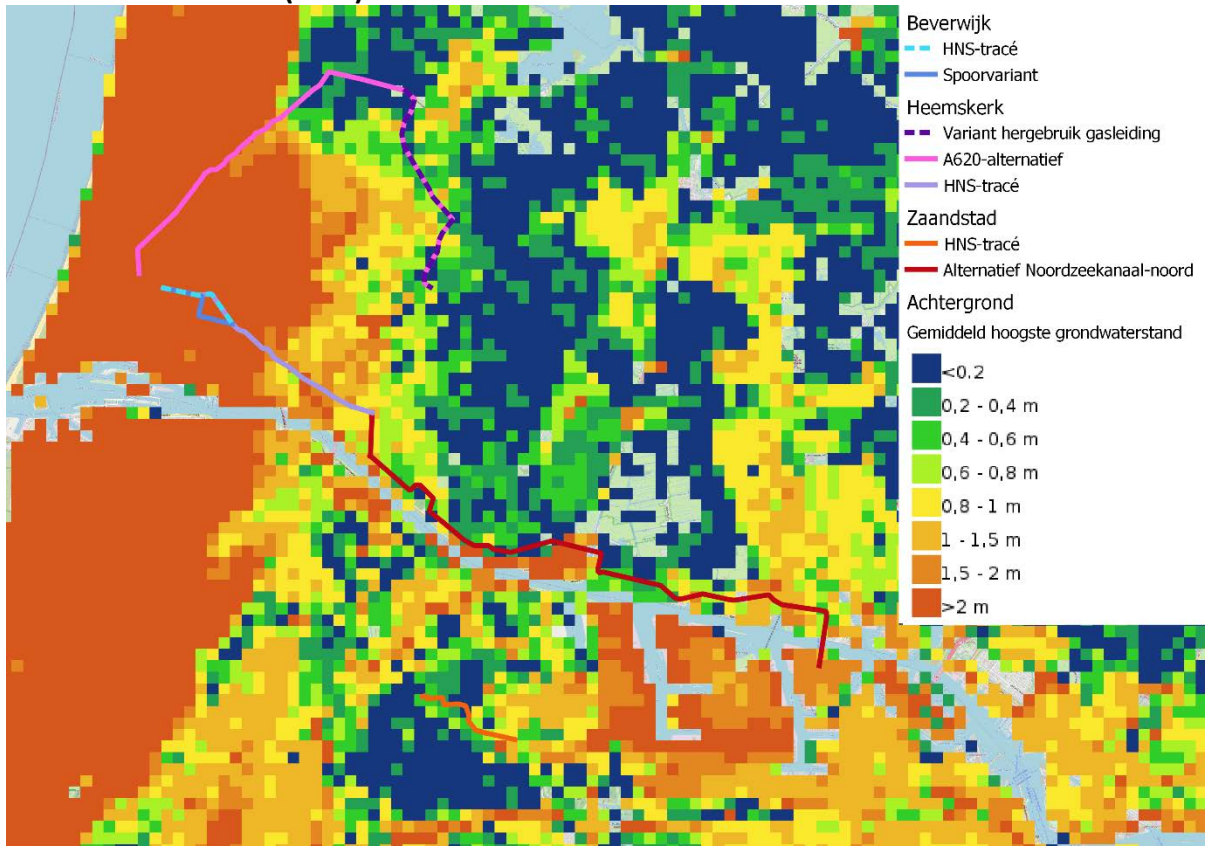 Beverwijk
HNS-tracé
Spoorvariant
Heemskerk
Variant hergebruik gasleiding
A620-alternatief
HNS-tracé
Zaandstad
HNS-tracé
Alternatief Noordzeekanaal-noord
Achtergrond
Gemiddeld hoogste grondwaterstand
<0.2
0,2 - 0,4 m
0,4 - 0,6 m
0,6 - 0,8 m
0,8 - 1 m
1 - 1,5 m
1,5 - 2 m
>2 m